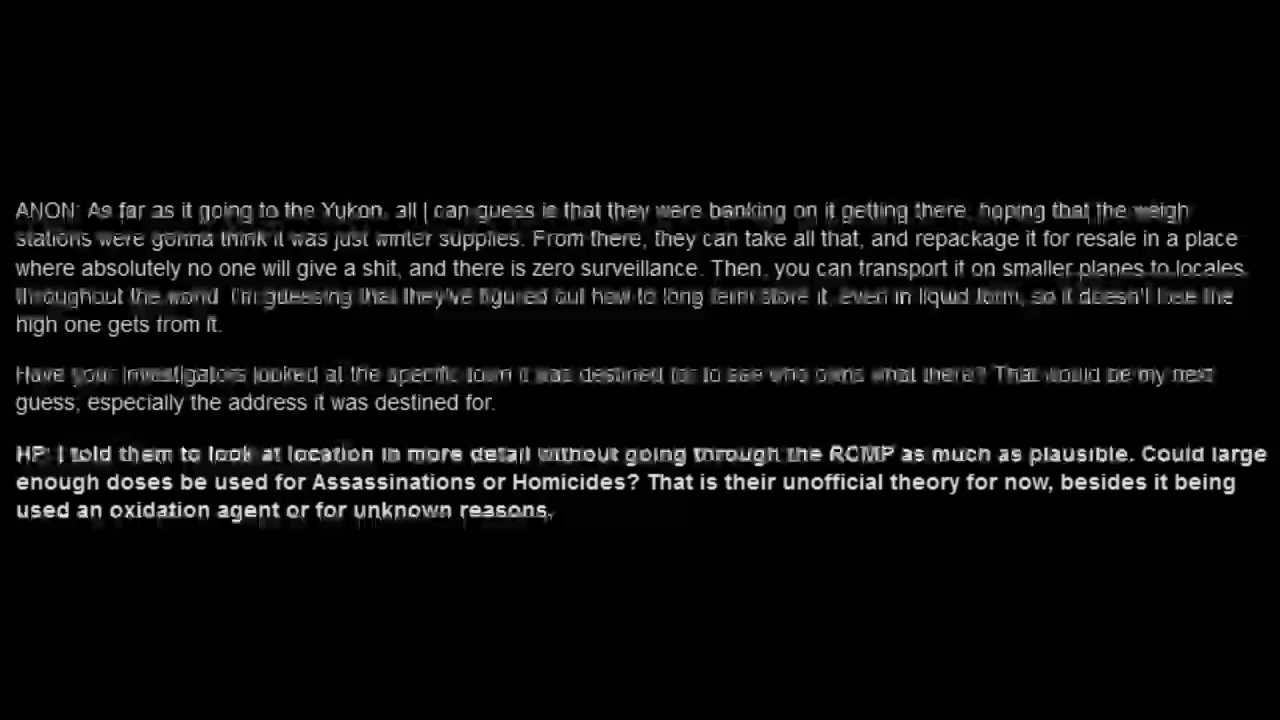 ANON: As far as it going to the Yukon, all I can guess is that they were banking on it getting there, hoping that the weigh
stations were gonna think it was just winter supplies. From there, they can take all that, and repackage it for resale in a place
where absolutely no one will give a shit, and there is zero surveillance. Then, you can transport it on smaller planes to locales
throughout the world. I'm guessing that they've figured out how to long term store it, even in liquid form, so it doesn't lose the
high one gets from it.
Have your investigators looked at the specific town it was destined for to see who owns what there? That would be my next
guess, especially the address it was destined for.
HP: I told them to look at location in more detail without going through the RCMP as much as plausible. Could large
enough doses be used for Assassinations or Homicides? That is their unofficial theory for now, besides it being
used an oxidation agent or for unknown reasons.